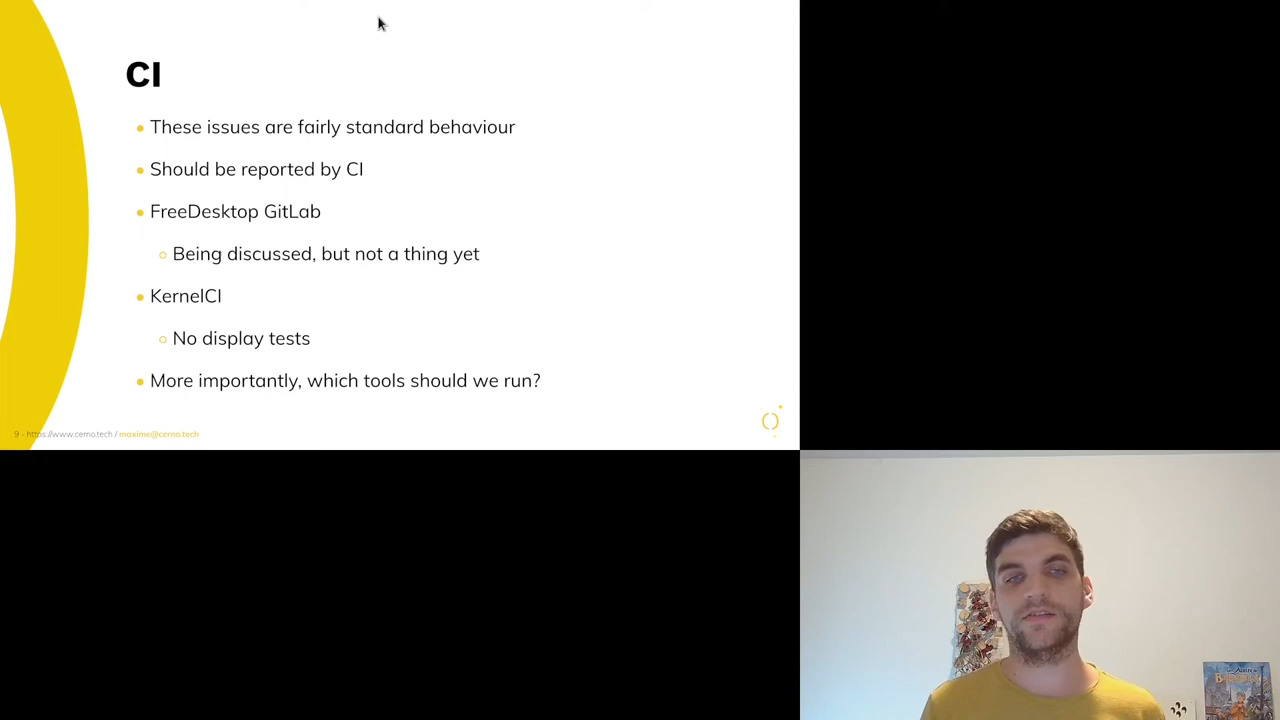 CI
These issues are fairly standard behaviour
Should be reported by CI
FreeDesktop GitLab
Being discussed, but not a thing yet
KernelCI
No display tests
More importantly, which tools should we run?
9 - https://www.cerno.tech / maxime@cerno.tech